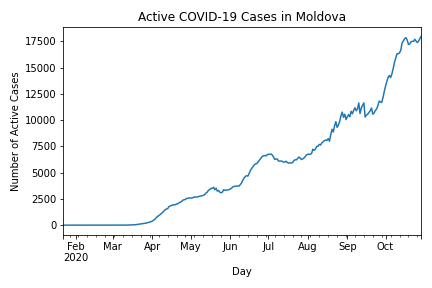 Active COVID-19 Cases in Moldova
Number of Active Cases
17500
15000
12500
10000
7500
5000
2500
0
Feb Mar Apr May Jun Jul Aug Sep Oct
2020
Day